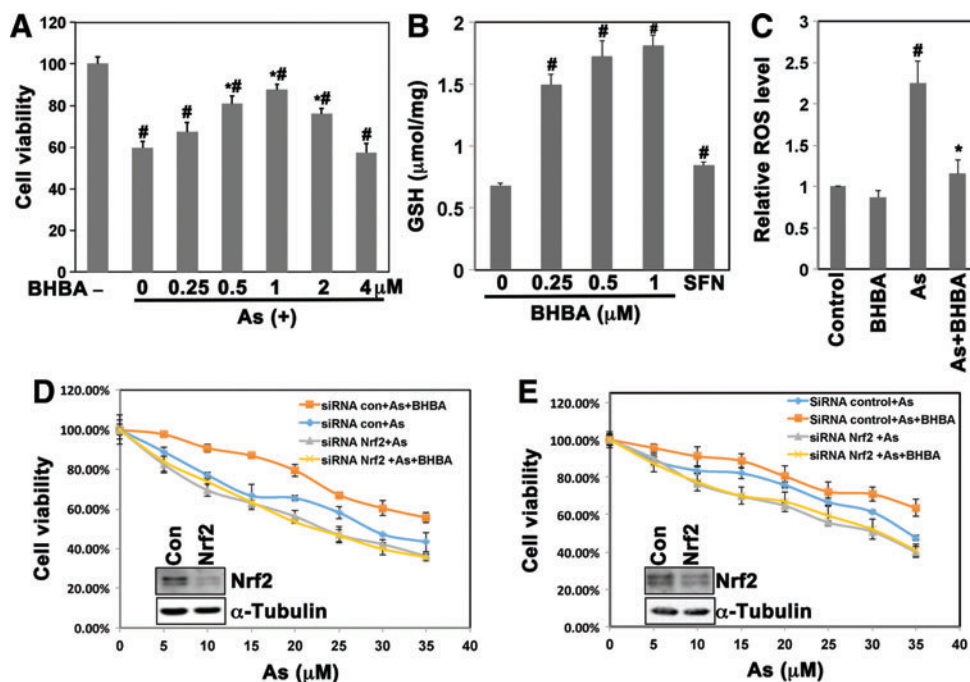 A
Cell viability
120
100
80
60
40
20
0
# # *# *# *# #
BHBA – 0 0.25 0.5 1 2 4 μM
As (+)
B
GSH (μmol/mg)
2
1.5
1
0.5
0
# # # #
0 0.25 0.5 1 SFN
BHBA (μM)
C
Relative ROS level
3
2.5
2
1.5
1
0.5
0
# *
Control
BHBA
As
As+BHBA
D
Cell viability
120.00%
100.00%
80.00%
60.00%
40.00%
20.00%
0.00%
siRNA con+As+BHBA
siRNA con+As
siRNA Nrf2+As
siRNA Nrf2 +As+BHBA
Con Nrf2
Nrf2
α-Tubulin
0 5 10 15 20 25 30 35 40
As (μM)
E
Cell viability
120.00%
100.00%
80.00%
60.00%
40.00%
20.00%
0.00%
SiRNA control+As
SiRNA control+As+BHBA
siRNA Nrf2 +As
siRNA Nrf2 +As+BHBA
Con Nrf2
Nrf2
α-Tubulin
0 5 10 15 20 25 30 35 40
As (μM)